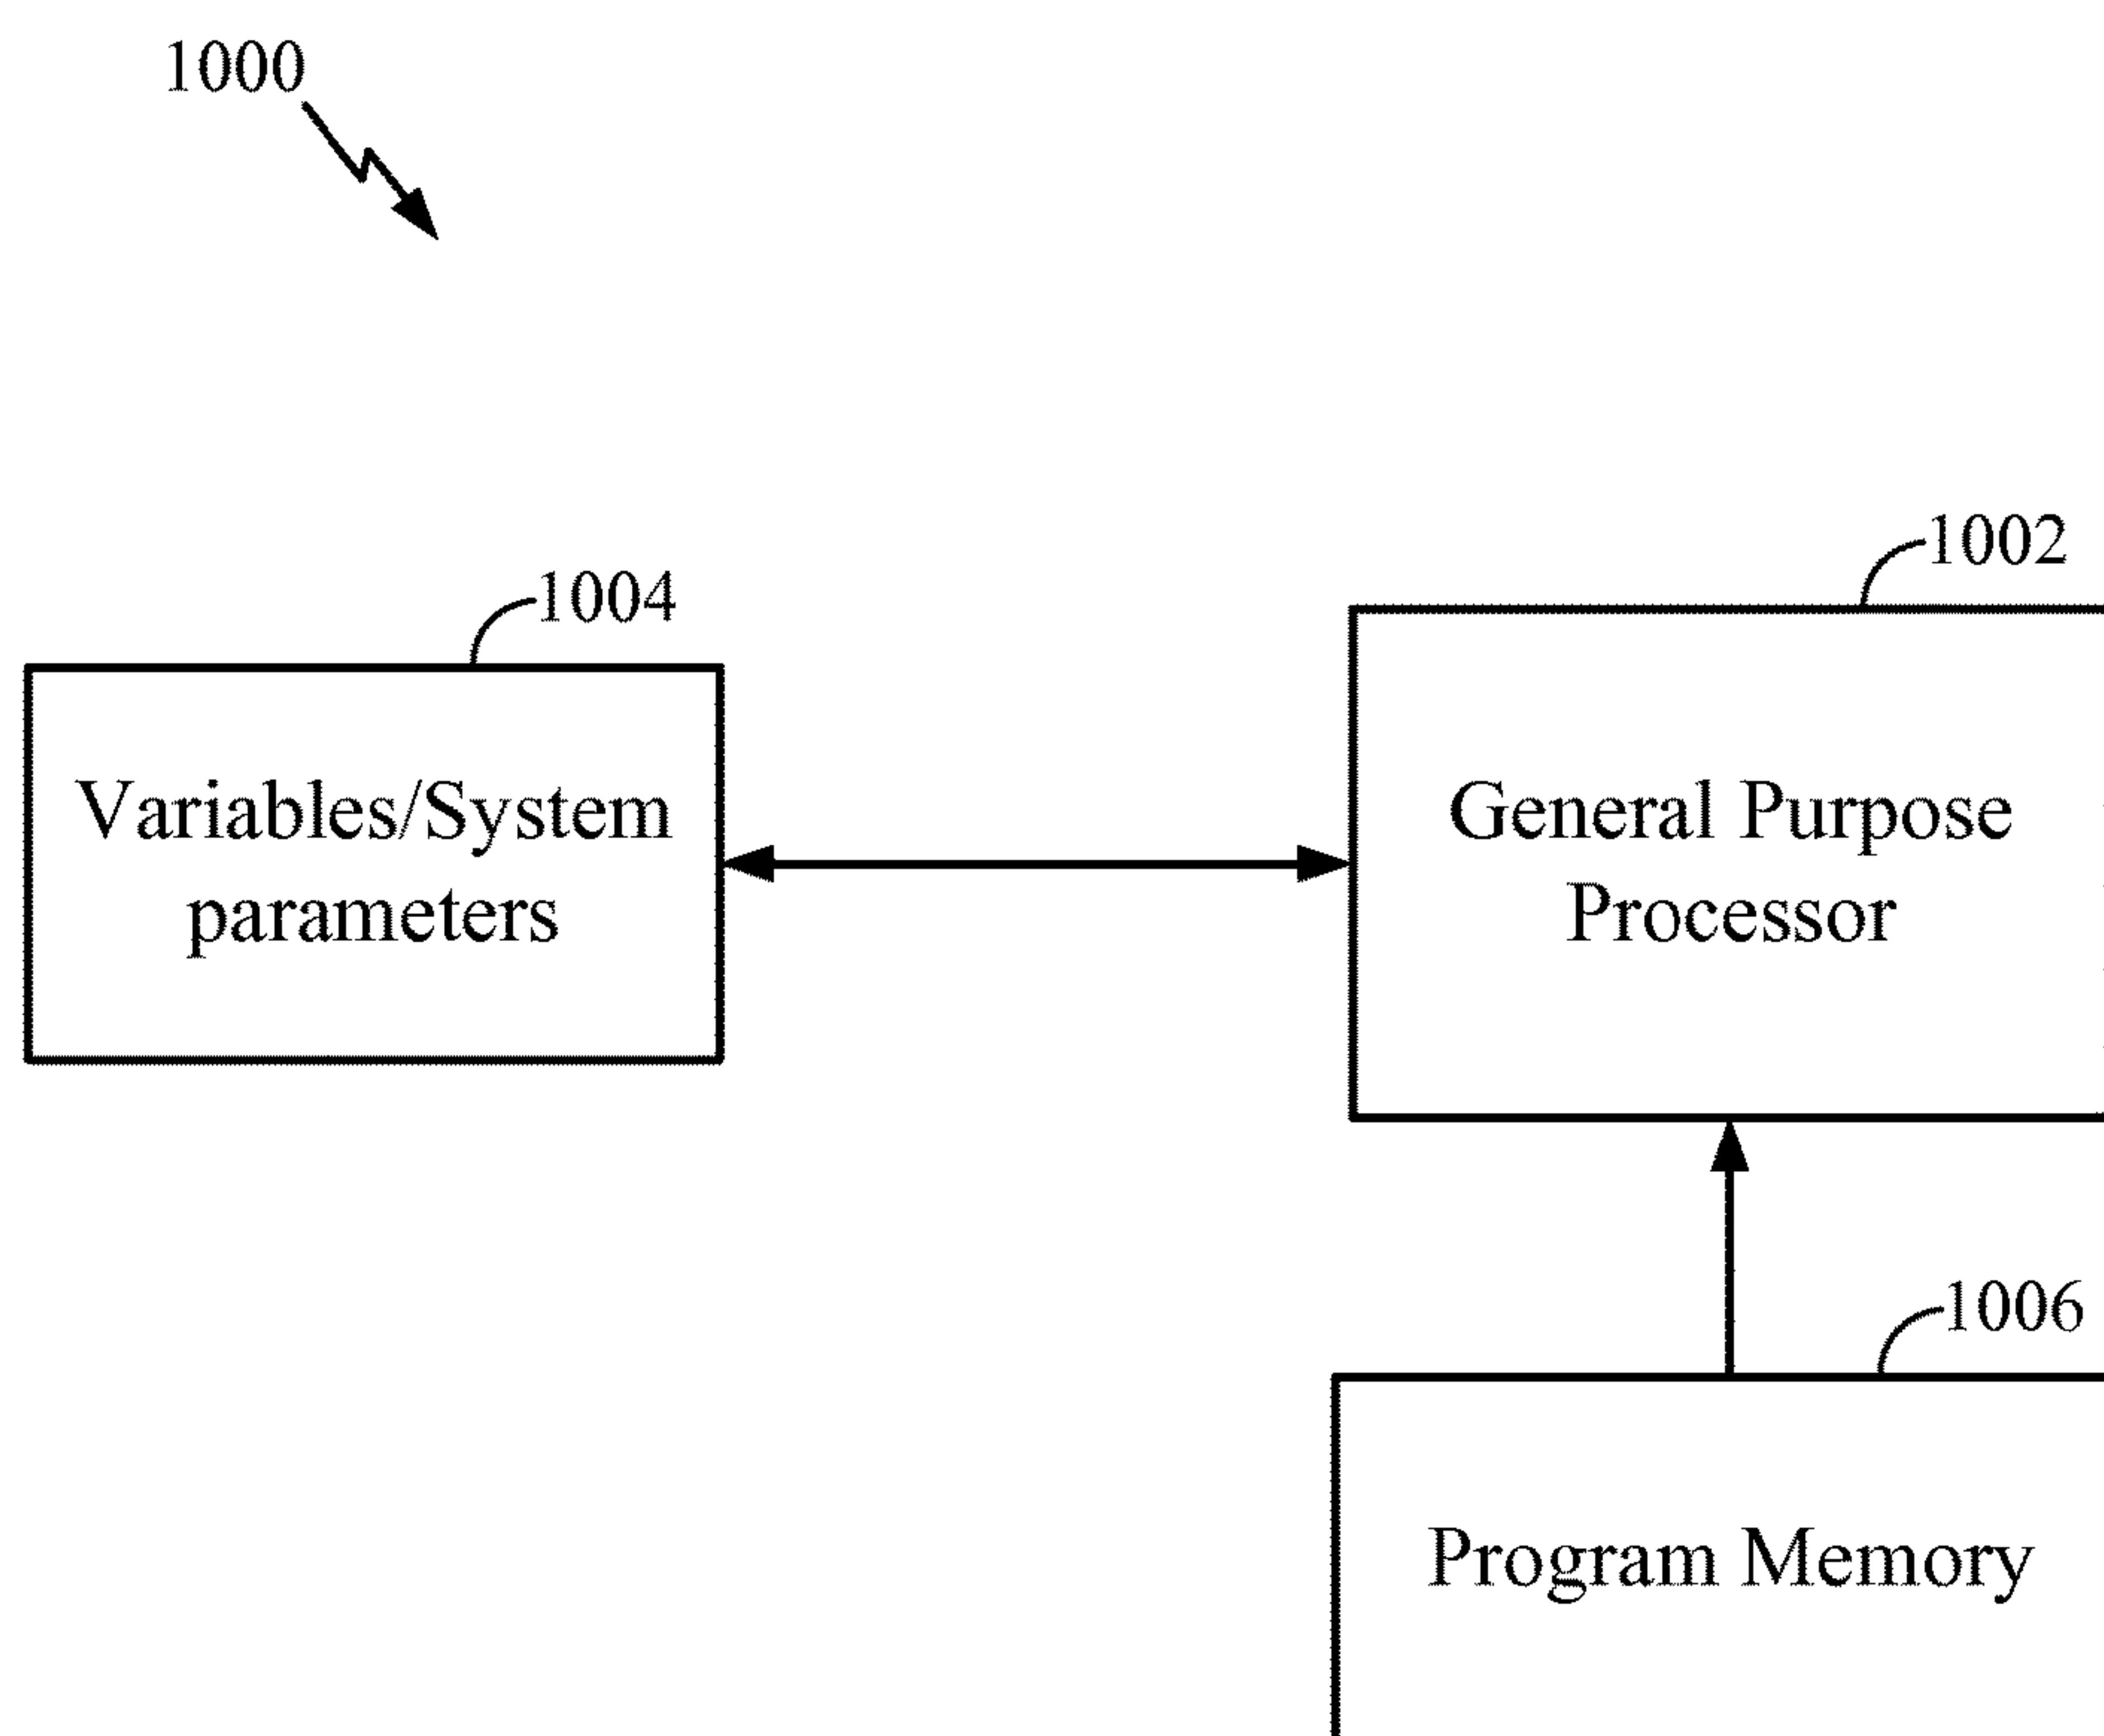 1000
1002
1004
Variables/System
parameters
General Purpose
Processor
1006
Program Memory